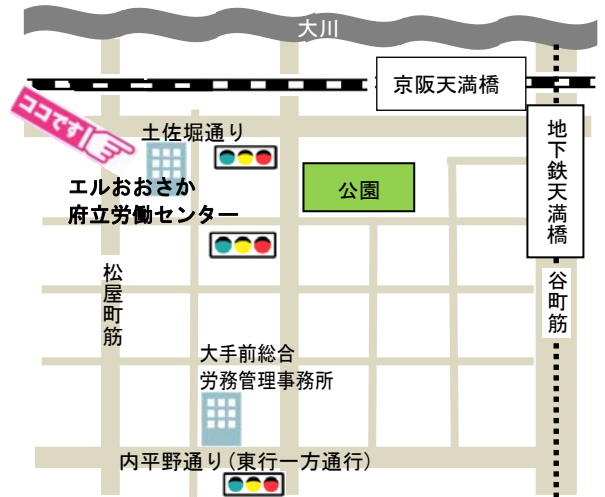 大川
京阪天満橋
ココです
土佐堀通り
地下鉄天満橋
エルおおさか
府立労働センター
公園
松屋町筋
谷町筋
大手前総合
労務管理事務所
内平野通り(東行一方通行)